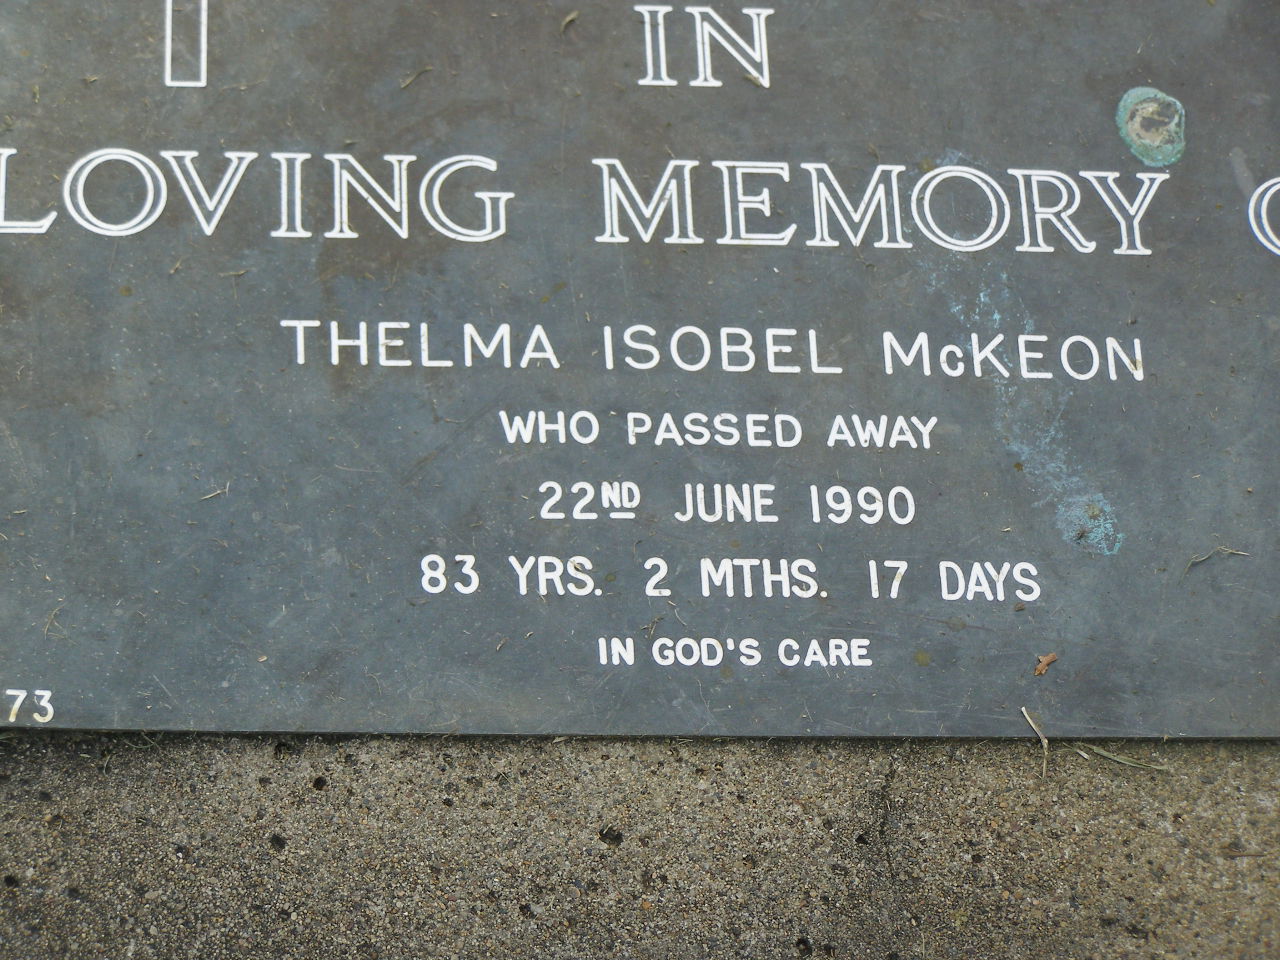 IN
LOVING MEMORY
THELMA ISOBEL McKEON
WHO PASSED AWAY
22ND JUNE 1990
83 YRS. 2 MTHS. 17 DAYS
IN GOD'S CARE
73